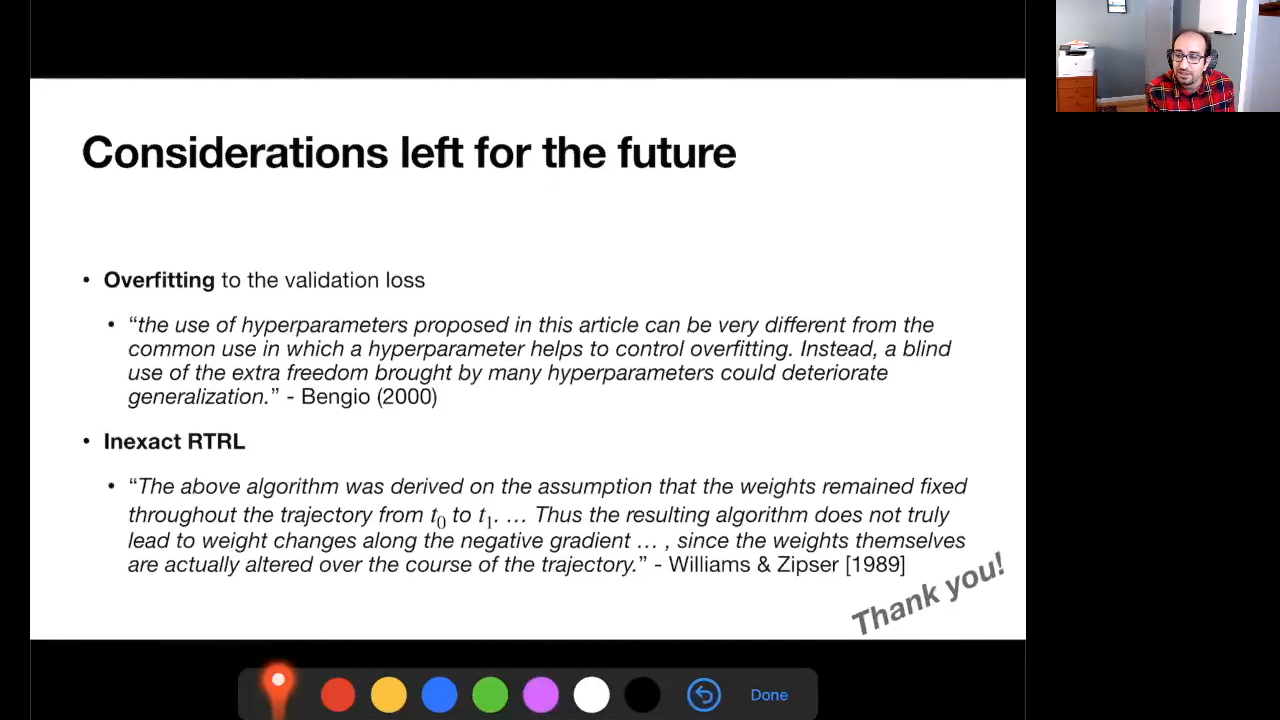 Considerations left for the future
• Overfitting to the validation loss
• “the use of hyperparameters proposed in this article can be very different from the
common use in which a hyperparameter helps to control overfitting. Instead, a blind
use of the extra freedom brought by many hyperparameters could deteriorate
generalization.” - Bengio (2000)
• Inexact RTRL
• “The above algorithm was derived on the assumption that the weights remained fixed
throughout the trajectory from t₀ to t₁. … Thus the resulting algorithm does not truly
lead to weight changes along the negative gradient … , since the weights themselves
are actually altered over the course of the trajectory.” - Williams & Zipser [1989]
Thank you!
Done